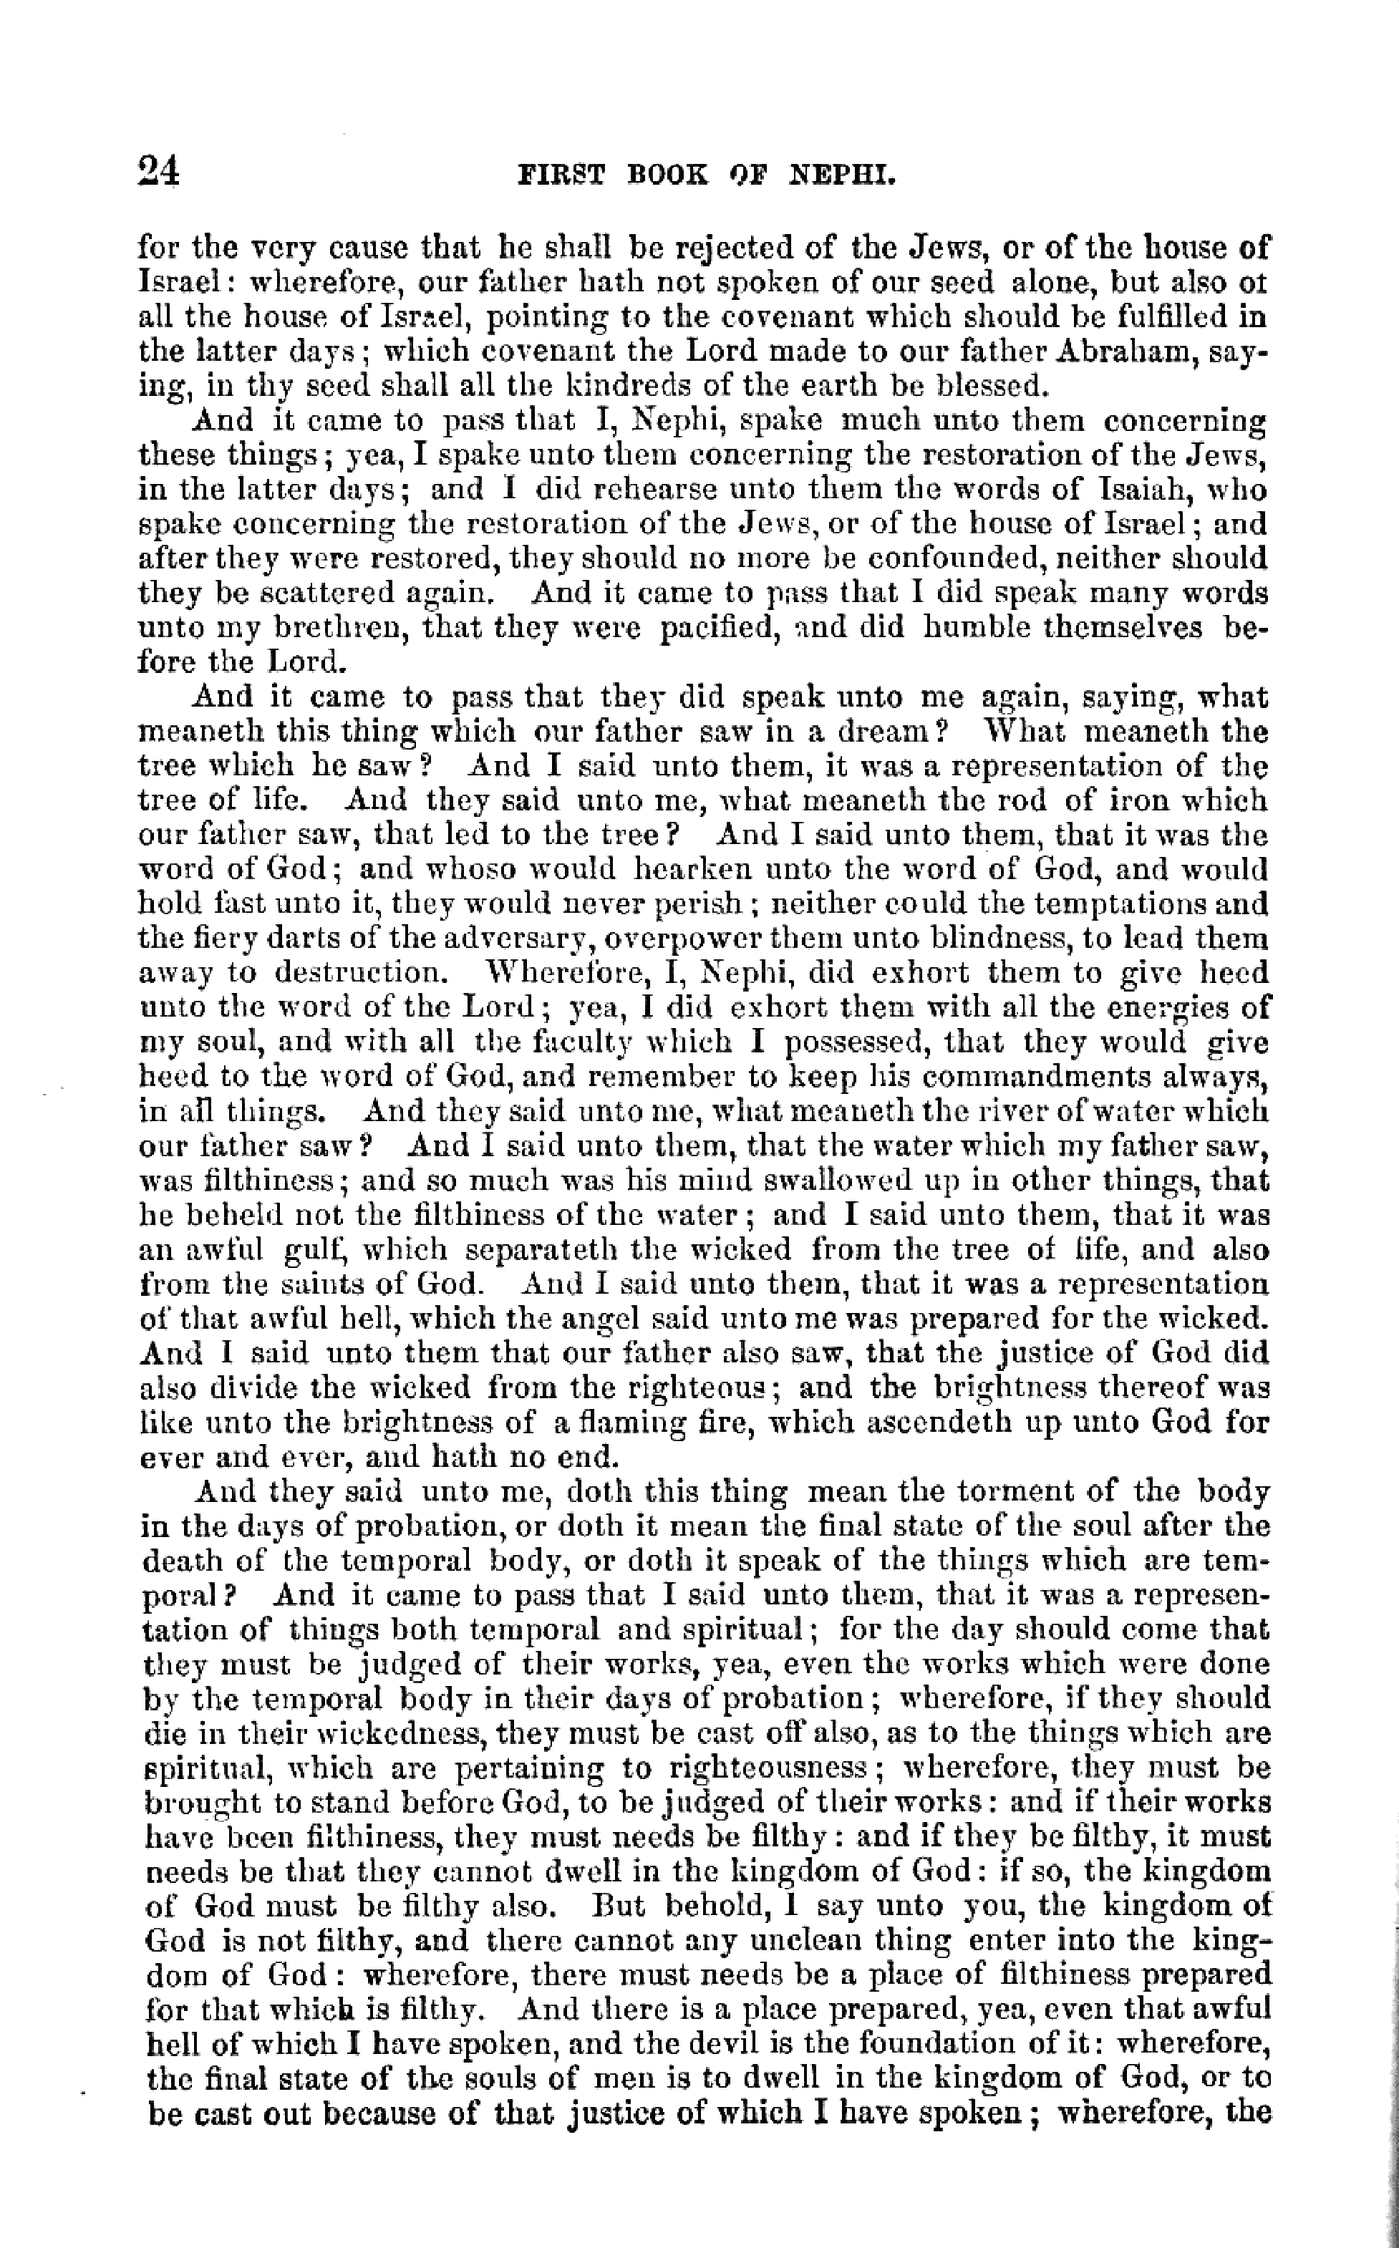 24 FIRST BOOK OF NEPHI.
for the very cause that he shall be rejected of the Jews, or of the house of
Israel: wherefore, our father hath not spoken of our seed alone, but also of
all the house of Israel, pointing to the covenant which should be fulfilled in
the latter days; which covenant the Lord made to our father Abraham, say-
ing, in thy seed shall all the kindreds of the earth be blessed.
And it came to pass that I, Nephi, spake much unto them concerning
these things; yea, I spake unto them concerning the restoration of the Jews,
in the latter days; and I did rehearse unto them the words of Isaiah, who
spake concerning the restoration of the Jews, or of the house of Israel; and
after they were restored, they should no more be confounded, neither should
they be scattered again. And it came to pass that I did speak many words
unto my brethren, that they were pacified, and did humble themselves be-
fore the Lord.
And it came to pass that they did speak unto me again, saying, what
meaneth this thing which our father saw in a dream? What meaneth the
tree which he saw? And I said unto them, it was a representation of the
tree of life. And they said unto me, what meaneth the rod of iron which
our father saw, that led to the tree? And I said unto them, that it was the
word of God; and whoso would hearken unto the word of God, and would
hold fast unto it, they would never perish; neither could the temptations and
the fiery darts of the adversary, overpower them unto blindness, to lead them
away to destruction. Wherefore, I, Nephi, did exhort them to give heed
unto the word of the Lord; yea, I did exhort them with all the energies of
my soul, and with all the faculty which I possessed, that they would give
heed to the word of God, and remember to keep his commandments always,
in all things. And they said unto me, what meaneth the river of water which
our father saw? And I said unto them, that the water which my father saw,
was filthiness; and so much was his mind swallowed up in other things, that
he beheld not the filthiness of the water; and I said unto them, that it was
an awful gulf, which separateth the wicked from the tree of life, and also
from the saints of God. And I said unto them, that it was a representation
of that awful hell, which the angel said unto me was prepared for the wicked.
And I said unto them that our father also saw, that the justice of God did
also divide the wicked from the righteous; and the brightness thereof was
like unto the brightness of a flaming fire, which ascendeth up unto God for
ever and ever, and hath no end.
And they said unto me, doth this thing mean the torment of the body
in the days of probation, or doth it mean the final state of the soul after the
death of the temporal body, or doth it speak of the things which are tem-
poral? And it came to pass that I said unto them, that it was a represen-
tation of things both temporal and spiritual; for the day should come that
they must be judged of their works, yea, even the works which were done
by the temporal body in their days of probation; wherefore, if they should
die in their wickedness, they must be cast off also, as to the things which are
spiritual, which are pertaining to righteousness; wherefore, they must be
brought to stand before God, to be judged of their works: and if their works
have been filthiness, they must needs be filthy: and if they be filthy, it must
needs be that they cannot dwell in the kingdom of God: if so, the kingdom
of God must be filthy also. But behold, I say unto you, the kingdom of
God is not filthy, and there cannot any unclean thing enter into the king-
dom of God: wherefore, there must needs be a place of filthiness prepared
for that which is filthy. And there is a place prepared, yea, even that awful
hell of which I have spoken, and the devil is the foundation of it: wherefore,
the final state of the souls of men is to dwell in the kingdom of God, or to
be cast out because of that justice of which I have spoken; wherefore, the